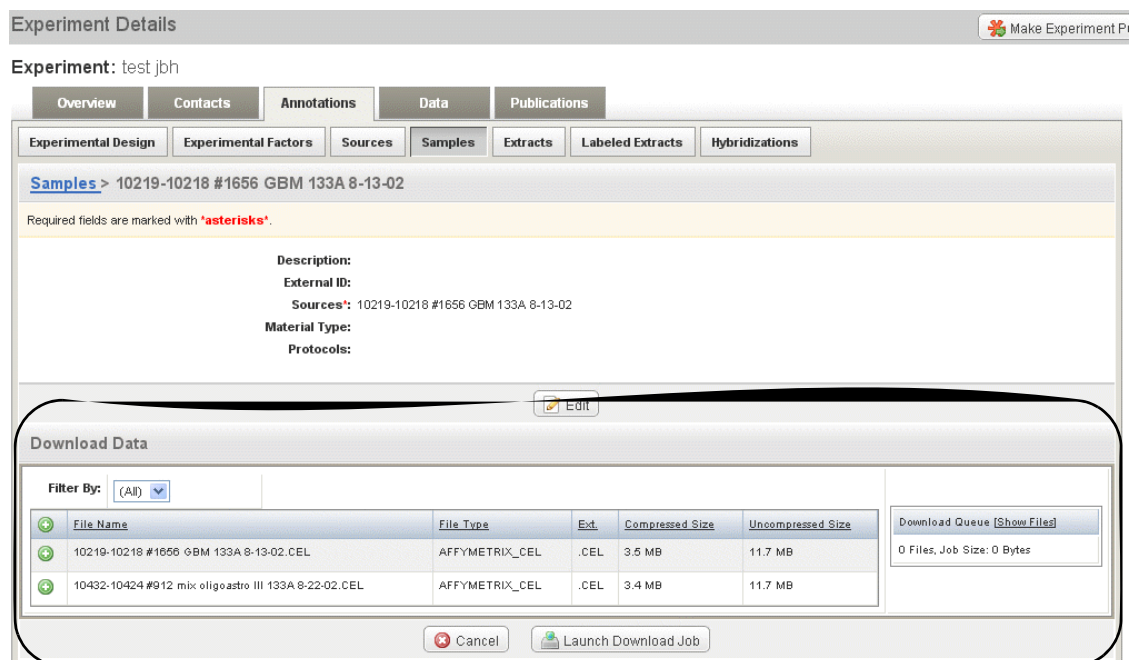 Experiment Details
Make Experiment
Experiment: test jbh
Overview Contacts Annotations Data Publications
Experimental Design Experimental Factors Sources Samples Extracts Labeled Extracts Hybridizations
Samples > 10219-10218 #1656 GBM 133A 8-13-02
Required fields are marked with *asterisks*.
Description:
External ID:
Sources*: 10219-10218 #1656 GBM 133A 8-13-02
Material Type:
Protocols:
Edit
Download Data
Filter By: (All)
File Name File Type Ext. Compressed Size Uncompressed Size
10219-10218 #1656 GBM 133A 8-13-02.CEL AFFYMETRIX_CEL .CEL 3.5 MB 11.7 MB
10432-10424 #912 mix oligoastro III 133A 8-22-02.CEL AFFYMETRIX_CEL .CEL 3.4 MB 11.7 MB
Download Queue [Show Files]
0 Files, Job Size: 0 Bytes
Cancel Launch Download Job